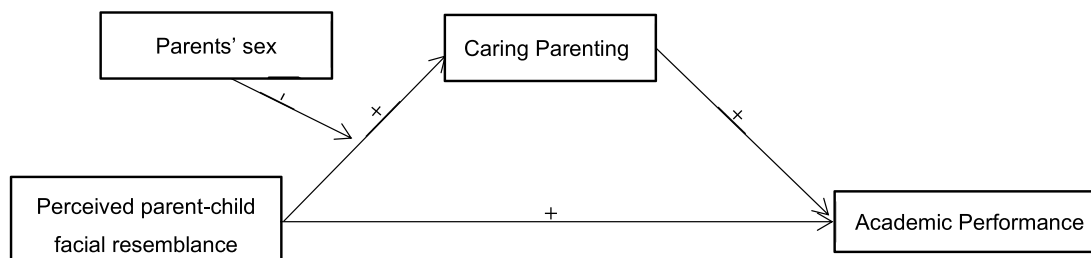 Parents' sex
Caring Parenting
-
+
+
Perceived parent-child
facial resemblance
+
Academic Performance